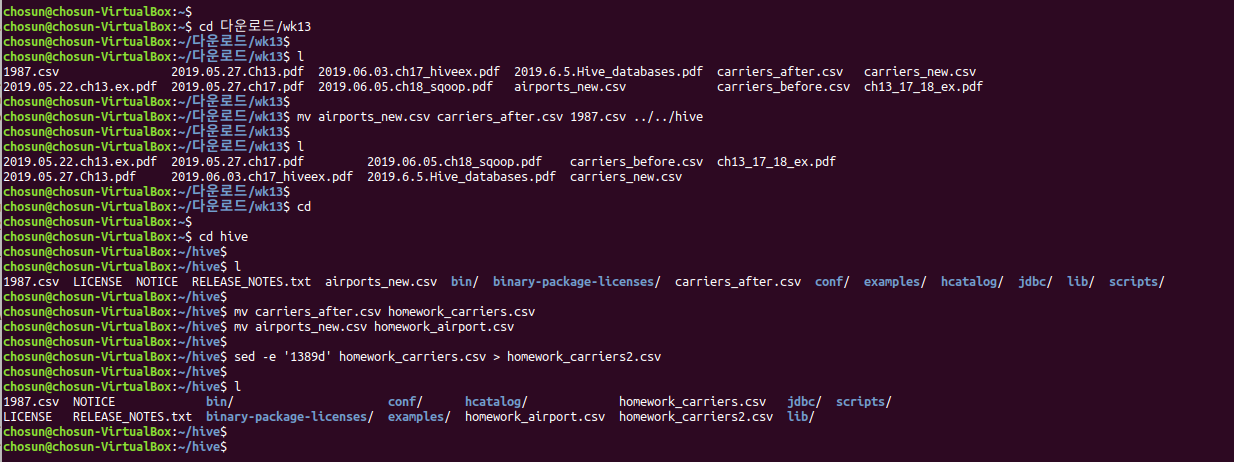 chosun@chosun-VirtualBox:~$
chosun@chosun-VirtualBox:~$ cd 다운로드/wk13
chosun@chosun-VirtualBox:~/다운로드/wk13$
chosun@chosun-VirtualBox:~/다운로드/wk13$ l
1987.csv 2019.05.27.Ch13.pdf 2019.06.03.ch17_hiveex.pdf 2019.6.5.Hive_databases.pdf carriers_after.csv carriers_new.csv
2019.05.22.ch13.ex.pdf 2019.05.27.ch17.pdf 2019.06.05.ch18_sqoop.pdf airports_new.csv carriers_before.csv ch13_17_18_ex.pdf
chosun@chosun-VirtualBox:~/다운로드/wk13$
chosun@chosun-VirtualBox:~/다운로드/wk13$ mv airports_new.csv carriers_after.csv 1987.csv ../../hive
chosun@chosun-VirtualBox:~/다운로드/wk13$
chosun@chosun-VirtualBox:~/다운로드/wk13$ l
2019.05.22.ch13.ex.pdf 2019.05.27.ch17.pdf 2019.06.05.ch18_sqoop.pdf carriers_before.csv ch13_17_18_ex.pdf
2019.05.27.Ch13.pdf 2019.06.03.ch17_hiveex.pdf 2019.6.5.Hive_databases.pdf carriers_new.csv
chosun@chosun-VirtualBox:~/다운로드/wk13$
chosun@chosun-VirtualBox:~/다운로드/wk13$ cd
chosun@chosun-VirtualBox:~$
chosun@chosun-VirtualBox:~$ cd hive
chosun@chosun-VirtualBox:~/hive$
chosun@chosun-VirtualBox:~/hive$ l
1987.csv LICENSE NOTICE RELEASE_NOTES.txt airports_new.csv bin/ binary-package-licenses/ carriers_after.csv conf/ examples/ hcatalog/ jdbc/ lib/ scripts/
chosun@chosun-VirtualBox:~/hive$
chosun@chosun-VirtualBox:~/hive$ mv carriers_after.csv homework_carriers.csv
chosun@chosun-VirtualBox:~/hive$ mv airports_new.csv homework_airport.csv
chosun@chosun-VirtualBox:~/hive$
chosun@chosun-VirtualBox:~/hive$ sed -e '1389d' homework_carriers.csv > homework_carriers2.csv
chosun@chosun-VirtualBox:~/hive$
chosun@chosun-VirtualBox:~/hive$ l
1987.csv NOTICE bin/ conf/ hcatalog/ homework_carriers.csv jdbc/ scripts/
LICENSE RELEASE_NOTES.txt binary-package-licenses/ examples/ homework_airport.csv homework_carriers2.csv lib/
chosun@chosun-VirtualBox:~/hive$
chosun@chosun-VirtualBox:~/hive$